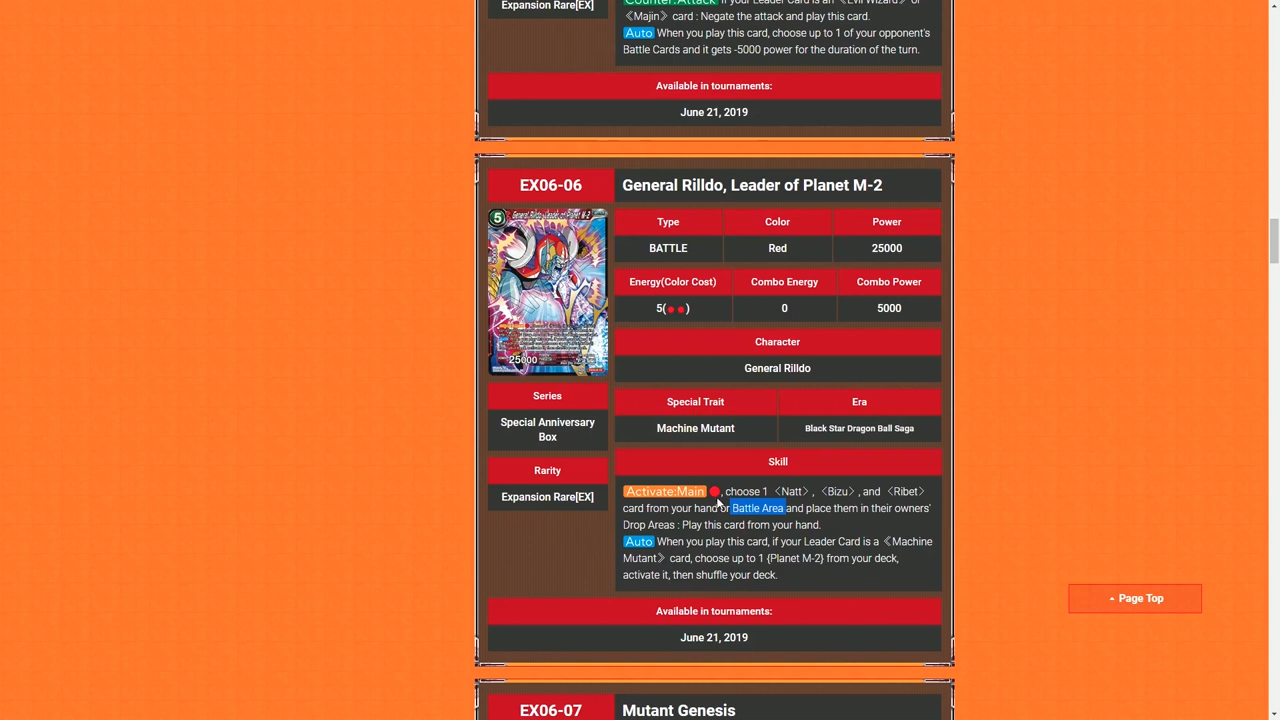 Expansion Rare[EX]
Counter:Attack If your Leader Card is an 《Evil Wizard》 or
《Majin》 card : Negate the attack and play this card.
Auto When you play this card, choose up to 1 of your opponent's
Battle Cards and it gets -5000 power for the duration of the turn.
Available in tournaments:
June 21, 2019
EX06-06
General Rilldo, Leader of Planet M-2
5
General Rilldo, Leader of Planet M-2
25000
Type
Color
Power
BATTLE
Red
25000
Energy(Color Cost)
Combo Energy
Combo Power
5(●●)
0
5000
Character
General Rilldo
Series
Special Anniversary
Box
Special Trait
Era
Machine Mutant
Black Star Dragon Ball Saga
Rarity
Expansion Rare[EX]
Skill
Activate:Main ●, choose 1 〈Natt〉, 〈Bizu〉, and 〈Ribet〉
card from your hand or Battle Area and place them in their owners'
Drop Areas : Play this card from your hand.
Auto When you play this card, if your Leader Card is a 《Machine
Mutant》 card, choose up to 1 {Planet M-2} from your deck,
activate it, then shuffle your deck.
Available in tournaments:
June 21, 2019
Page Top
EX06-07
Mutant Genesis